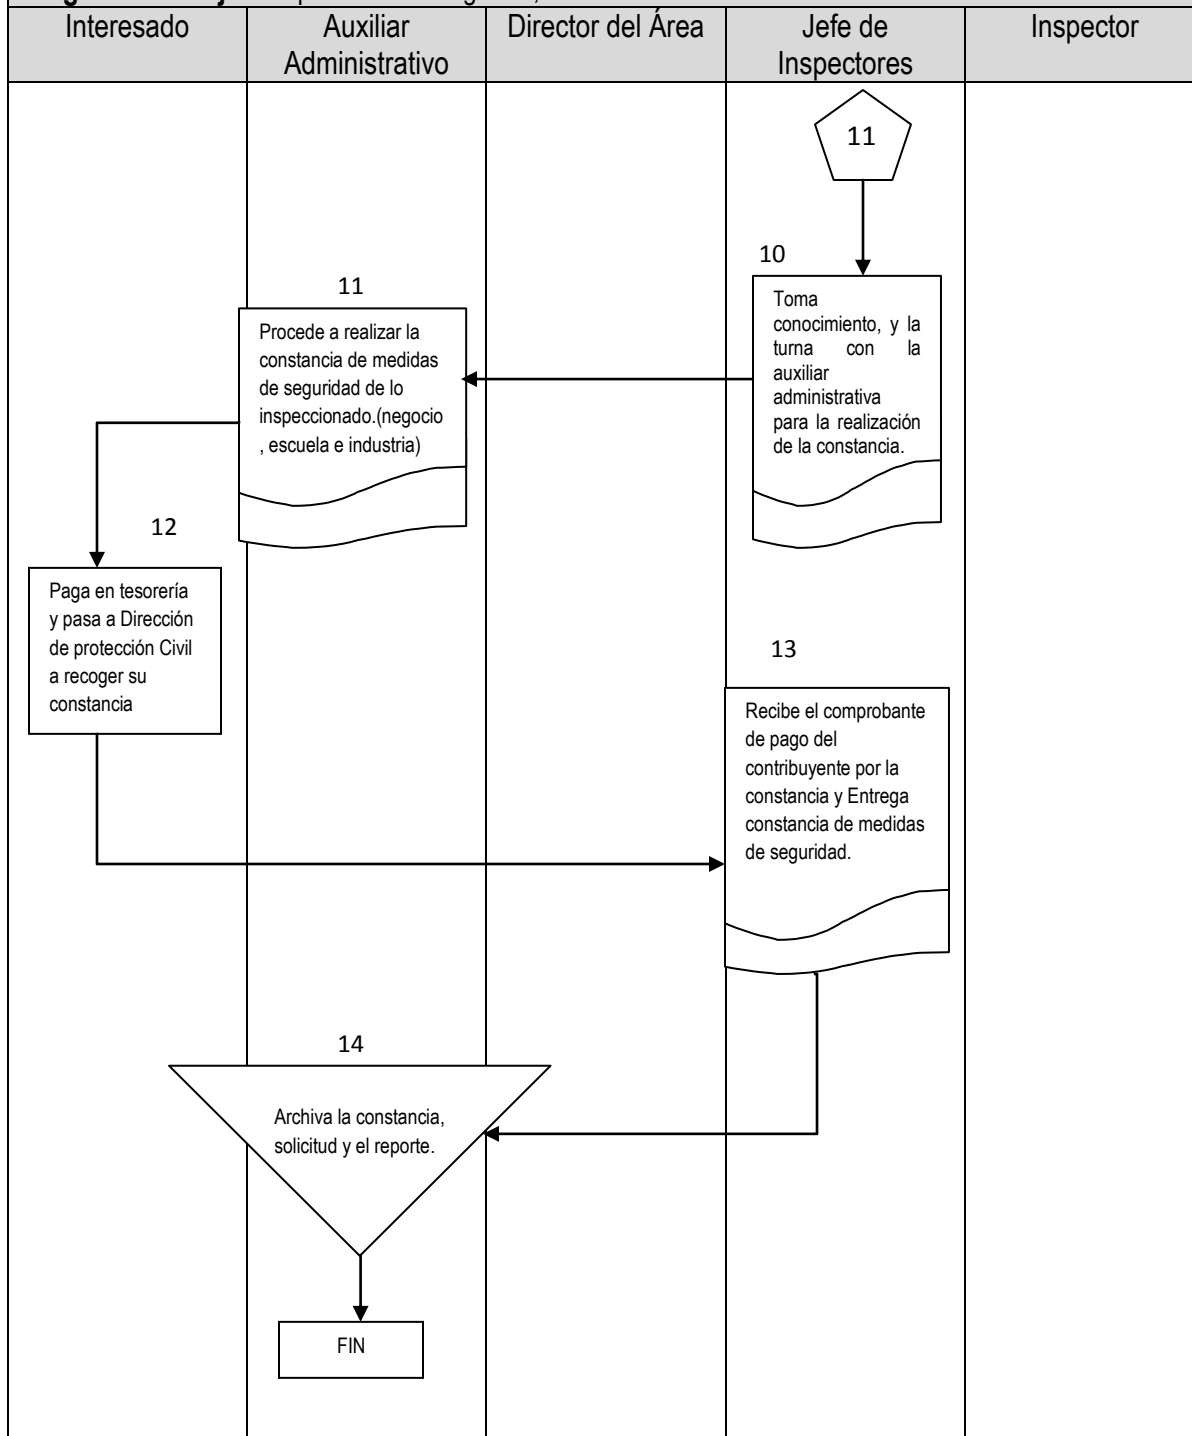 Interesado
Auxiliar
Administrativo
Director del Área
Jefe de
Inspectores
Inspector
11
10
Toma
conocimiento, y la
turna con la
auxiliar
administrativa
para la realización
de la constancia.
11
Procede a realizar la
constancia de medidas
de seguridad de lo
inspeccionado.(negocio
, escuela e industria)
12
Paga en tesorería
y pasa a Dirección
de protección Civil
a recoger su
constancia
13
Recibe el comprobante
de pago del
contribuyente por la
constancia y Entrega
constancia de medidas
de seguridad.
14
Archiva la constancia,
solicitud y el reporte.
FIN